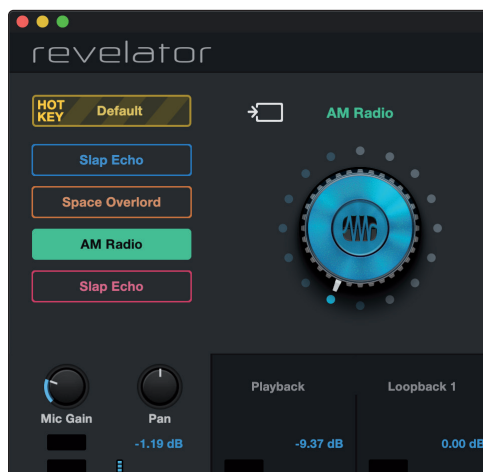 revelator
HOT KEY Default
AM Radio
Slap Echo
Space Overlord
AM Radio
Slap Echo
Mic Gain
Pan
Playback
Loopback 1
-1.19 dB
-9.37 dB
0.00 dB